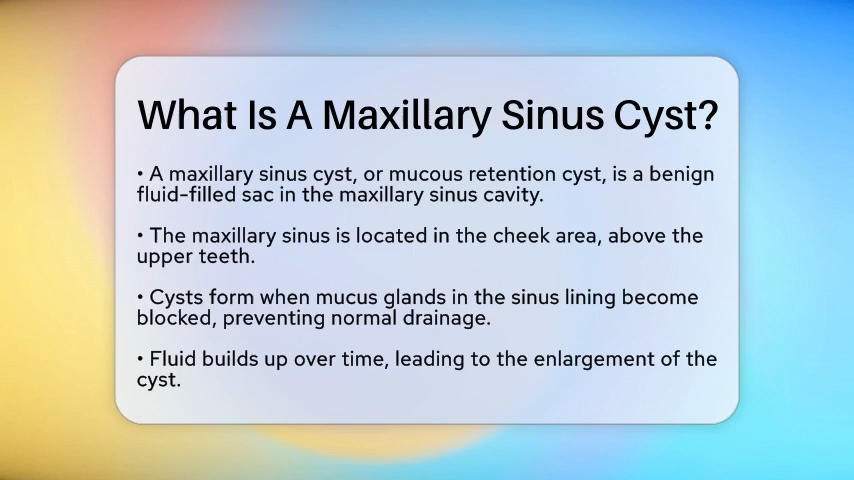 What Is A Maxillary Sinus Cyst?
• A maxillary sinus cyst, or mucous retention cyst, is a benign
fluid-filled sac in the maxillary sinus cavity.
• The maxillary sinus is located in the cheek area, above the
upper teeth.
• Cysts form when mucus glands in the sinus lining become
blocked, preventing normal drainage.
• Fluid builds up over time, leading to the enlargement of the
cyst.